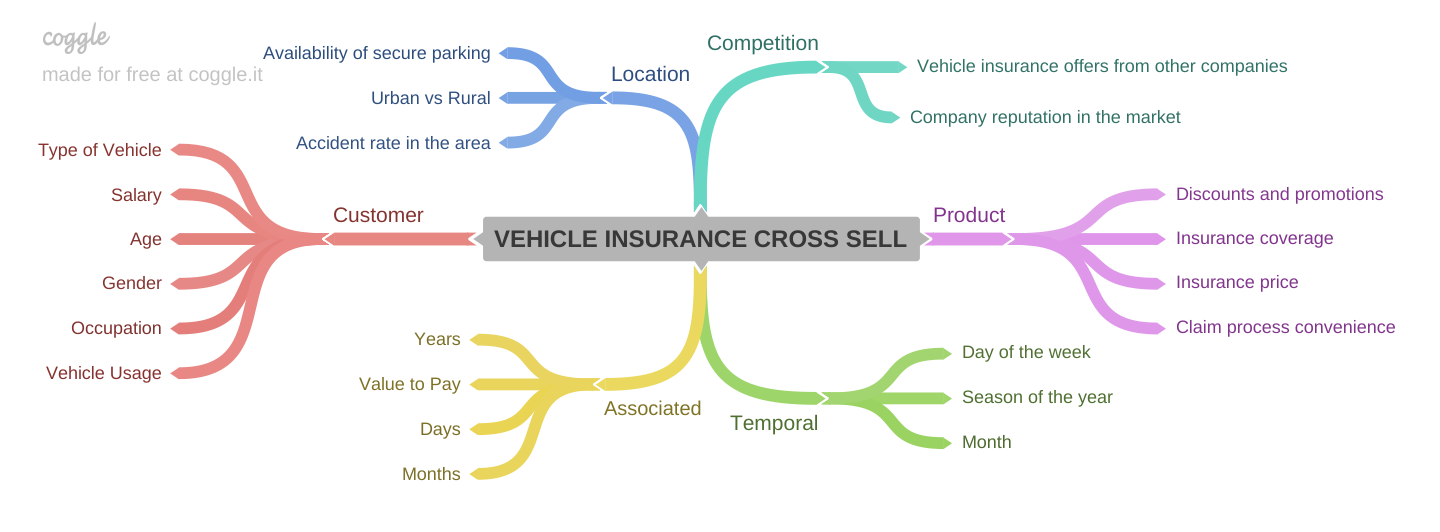 coggle
made for free at coggle.it
VEHICLE INSURANCE CROSS SELL
Location
Availability of secure parking
Urban vs Rural
Accident rate in the area
Customer
Type of Vehicle
Salary
Age
Gender
Occupation
Vehicle Usage
Associated
Years
Value to Pay
Days
Months
Competition
Vehicle insurance offers from other companies
Company reputation in the market
Product
Discounts and promotions
Insurance coverage
Insurance price
Claim process convenience
Temporal
Day of the week
Season of the year
Month